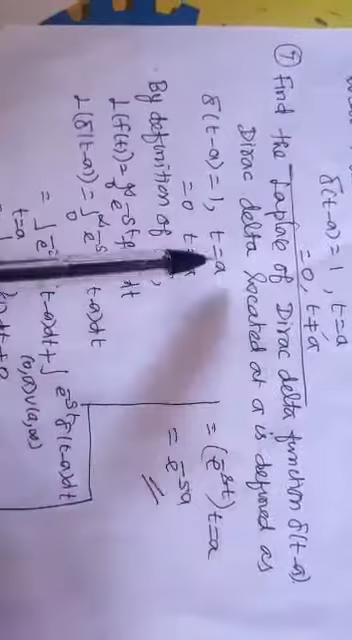 δ(t-a) = 1, t=a
= 0, t≠a
⑦ Find the Laplace of Dirac delta function δ(t-a)
Dirac delta located at a is defined as
δ(t-a) = 1, t=a
= 0 t
By definition of
L(f(t)) = ∫ e^-st f dt
L(δ(t-a)) = ∞∫0 e^-s t-a)dt
= ∫ e t-a)dt + ∫ e^-st δ(t-a)dt
t=a (0,a)∪(a,∞)
dt+0
= (e^-st) t=a
= e^-sa